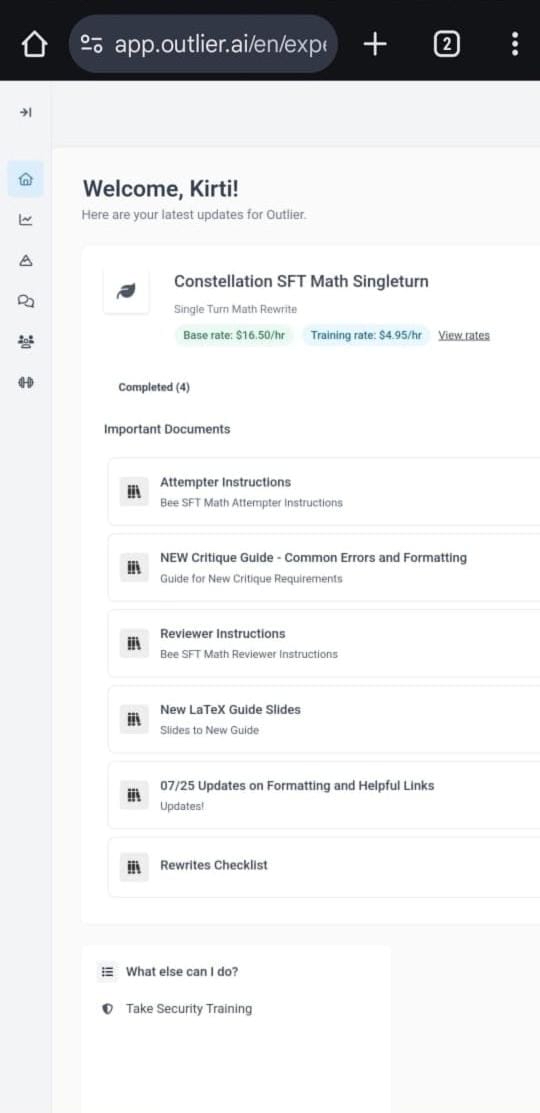 app.outlier.ai/en/expe
2
Welcome, Kirti!
Here are your latest updates for Outlier.
Constellation SFT Math Singleturn
Single Turn Math Rewrite
Base rate: $16.50/hr Training rate: $4.95/hr View rates
Completed (4)
Important Documents
Attempter Instructions
Bee SFT Math Attempter Instructions
NEW Critique Guide - Common Errors and Formatting
Guide for New Critique Requirements
Reviewer Instructions
Bee SFT Math Reviewer Instructions
New LaTeX Guide Slides
Slides to New Guide
07/25 Updates on Formatting and Helpful Links
Updates!
Rewrites Checklist
What else can I do?
Take Security Training